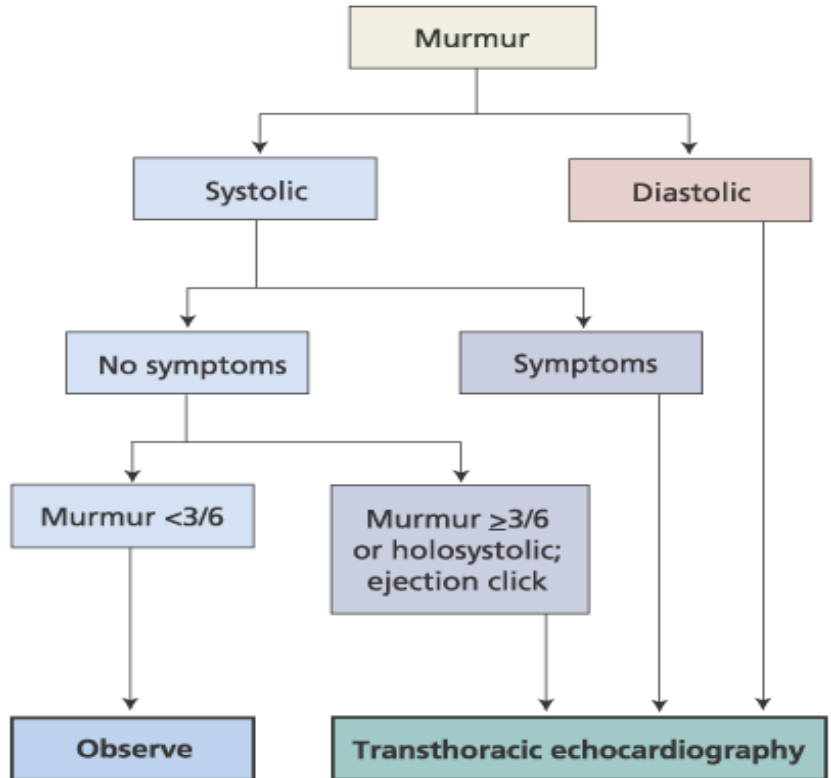 Murmur
Systolic
Diastolic
No symptoms
Symptoms
Murmur <3/6
Murmur ≥3/6
or holosystolic;
ejection click
Observe
Transthoracic echocardiography